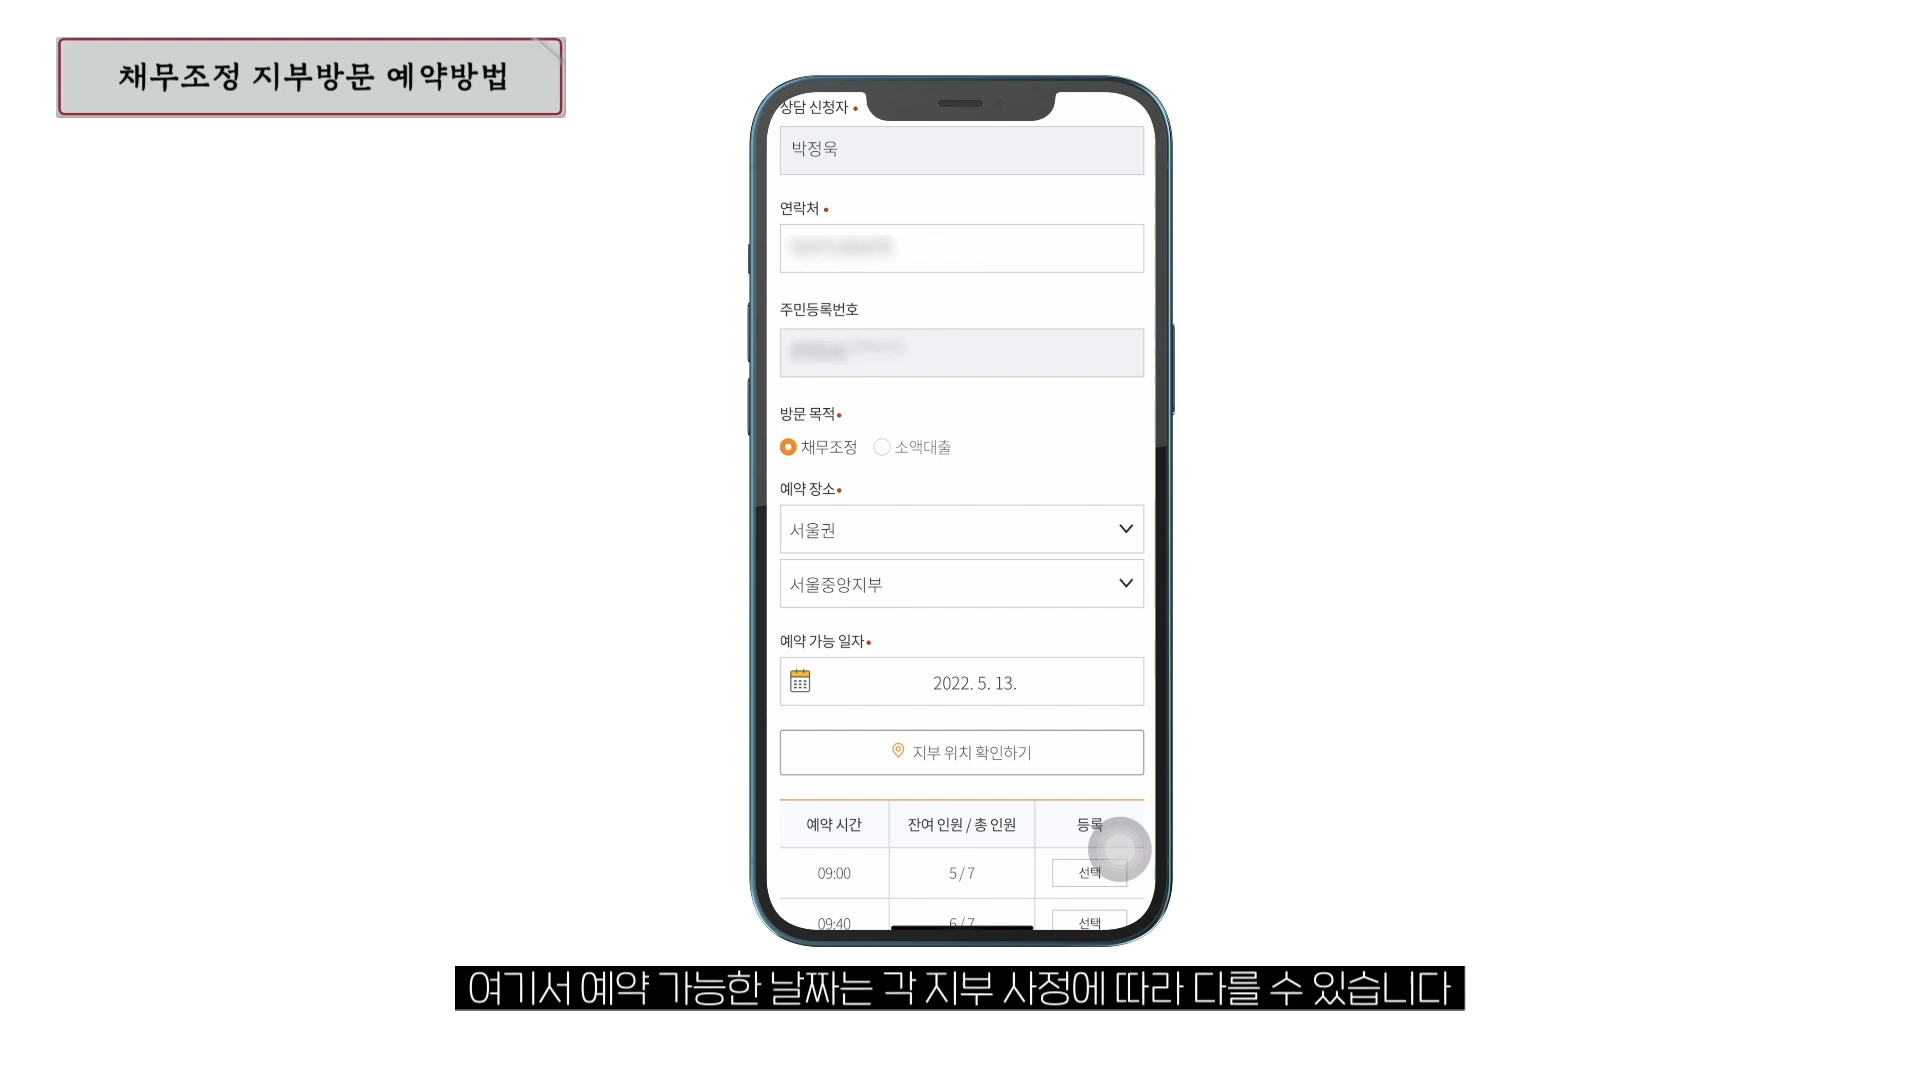 채무조정 지부방문 예약방법
상담 신청자
박정욱
연락처
주민등록번호
방문 목적
채무조정 소액대출
예약 장소
서울권
서울중앙지부
예약 가능 일자
2022. 5. 13.
지부 위치 확인하기
예약 시간 잔여 인원 / 총 인원 등록
09:00 5 / 7 선택
09:40 6 / 7 선택
여기서 예약 가능한 날짜는 각 지부 사정에 따라 다를 수 있습니다